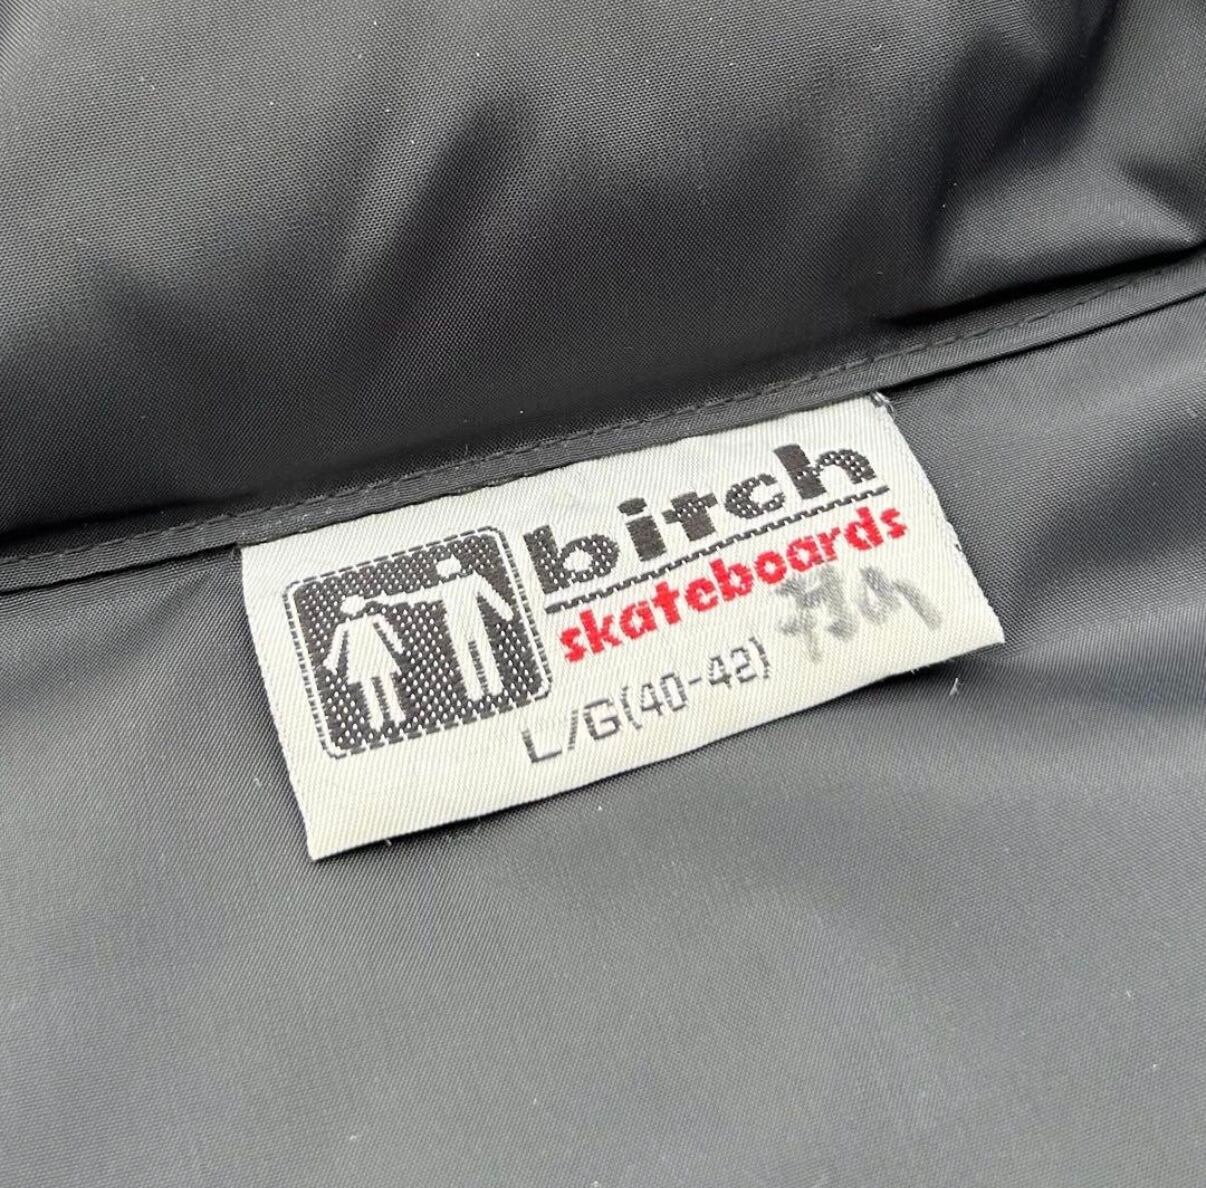 bitch
skateboards
L/G(40-42)